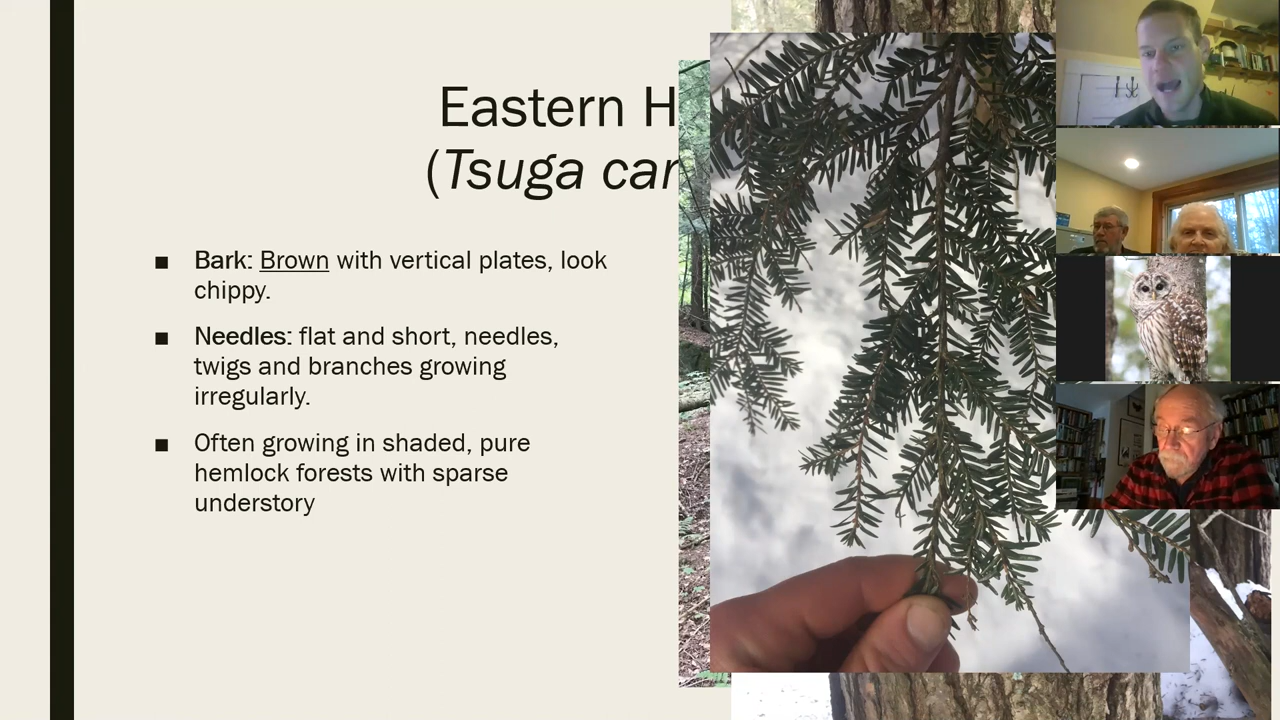 Eastern H
(Tsuga car
■ Bark: Brown with vertical plates, look
chippy.
■ Needles: flat and short, needles,
twigs and branches growing
irregularly.
■ Often growing in shaded, pure
hemlock forests with sparse
understory